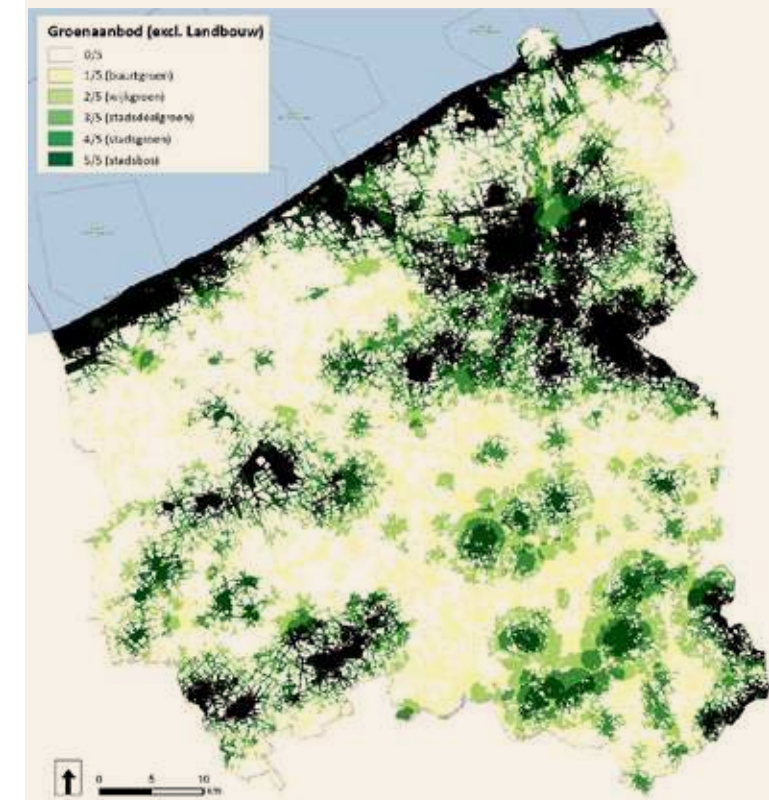 Groenaanbod (excl. Landbouw)
0/5
1/5 (buurtgroen)
2/5 (wijkgroen)
3/5 (stadsdeelgroen)
4/5 (stadsgroen)
5/5 (stadsbos)
0 5 10
km